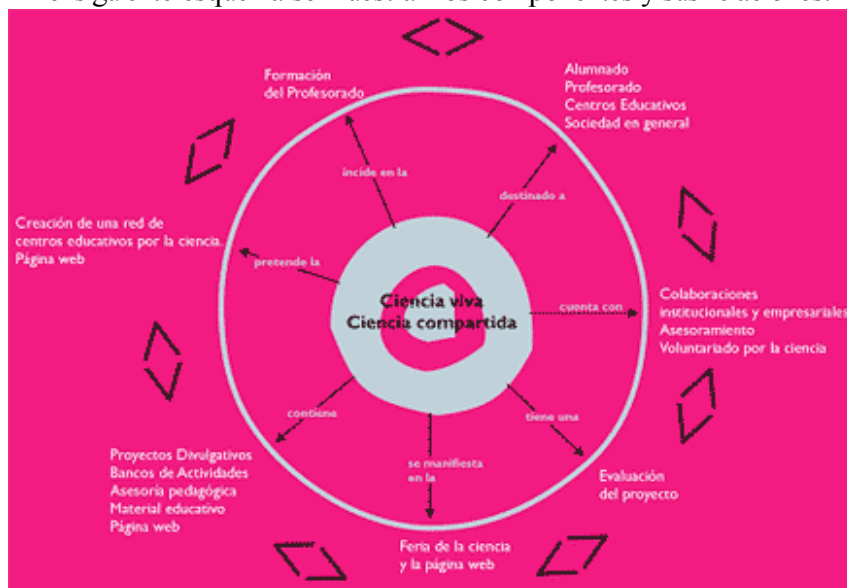 Formación
del Profesorado
Alumnado
Profesorado
Centros Educativos
Sociedad en general
incide en la
destinado a
Creación de una red de
centros educativos por la ciencia.
Página web
pretende la
Ciencia viva
Ciencia compartida
cuenta con
Colaboraciones
institucionales y empresariales
Asesoramiento
Voluntariado por la ciencia
contiene
se manifiesta
en la
tiene una
Proyectos Divulgativos
Bancos de Actividades
Asesoría pedagógica
Material educativo
Página web
Evaluación
del proyecto
Feria de la ciencia
y la página web